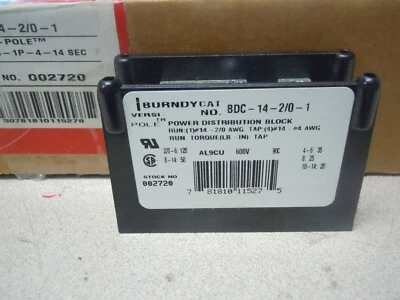 4-2/0-1
-POLE™
-1P-4-14 SEC
NO. 002720
30781810115278
BURNDY CAT NO. BDC-14-2/0-1
VERSI POLE™ POWER DISTRIBUTION BLOCK
RUN:(1)#14 -2/0 AWG TAP:(4)#14 - #4 AWG
RUN TORQUE(LB - IN) TAP
2/0-6 120 AL9CU 600V 90C 4-6 35
8-14 50 8: 25
10-14: 20
STOCK NO
002720
7 81810 11527 5